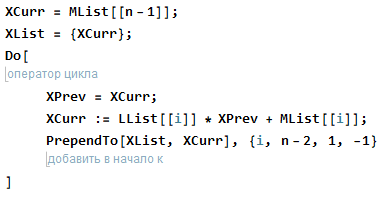 XCurr = MList[[n - 1]];
XList = {XCurr};
Do[
оператор цикла
XPrev = XCurr;
XCurr := LList[[i]] * XPrev + MList[[i]];
PrependTo[XList, XCurr], {i, n - 2, 1, -1}
добавить в начало к
]